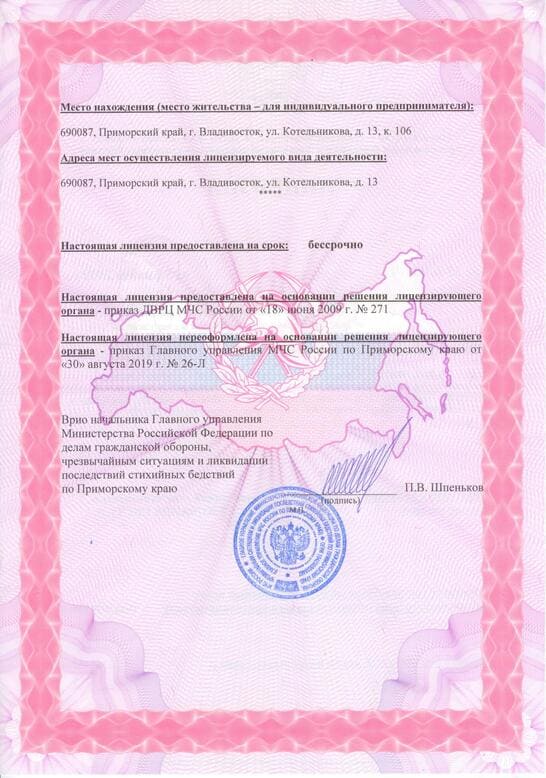 Место нахождения (место жительства – для индивидуального предпринимателя):
690087, Приморский край, г. Владивосток, ул. Котельникова, д. 13, к. 106
Адреса мест осуществления лицензируемого вида деятельности:
690087, Приморский край, г. Владивосток, ул. Котельникова, д. 13
*****
Настоящая лицензия предоставлена на срок: бессрочно
Настоящая лицензия предоставлена на основании решения лицензирующего
органа - приказ ДВРЦ МЧС России от «18» июня 2009 г. № 271
Настоящая лицензия переоформлена на основании решения лицензирующего
органа - приказ Главного управления МЧС России по Приморскому краю от
«30» августа 2019 г. № 26-Л
Врио начальника Главного управления
Министерства Российской Федерации по
делам гражданской обороны,
чрезвычайным ситуациям и ликвидации
последствий стихийных бедствий
по Приморскому краю
П.В. Шпеньков
(подпись)
М.П.